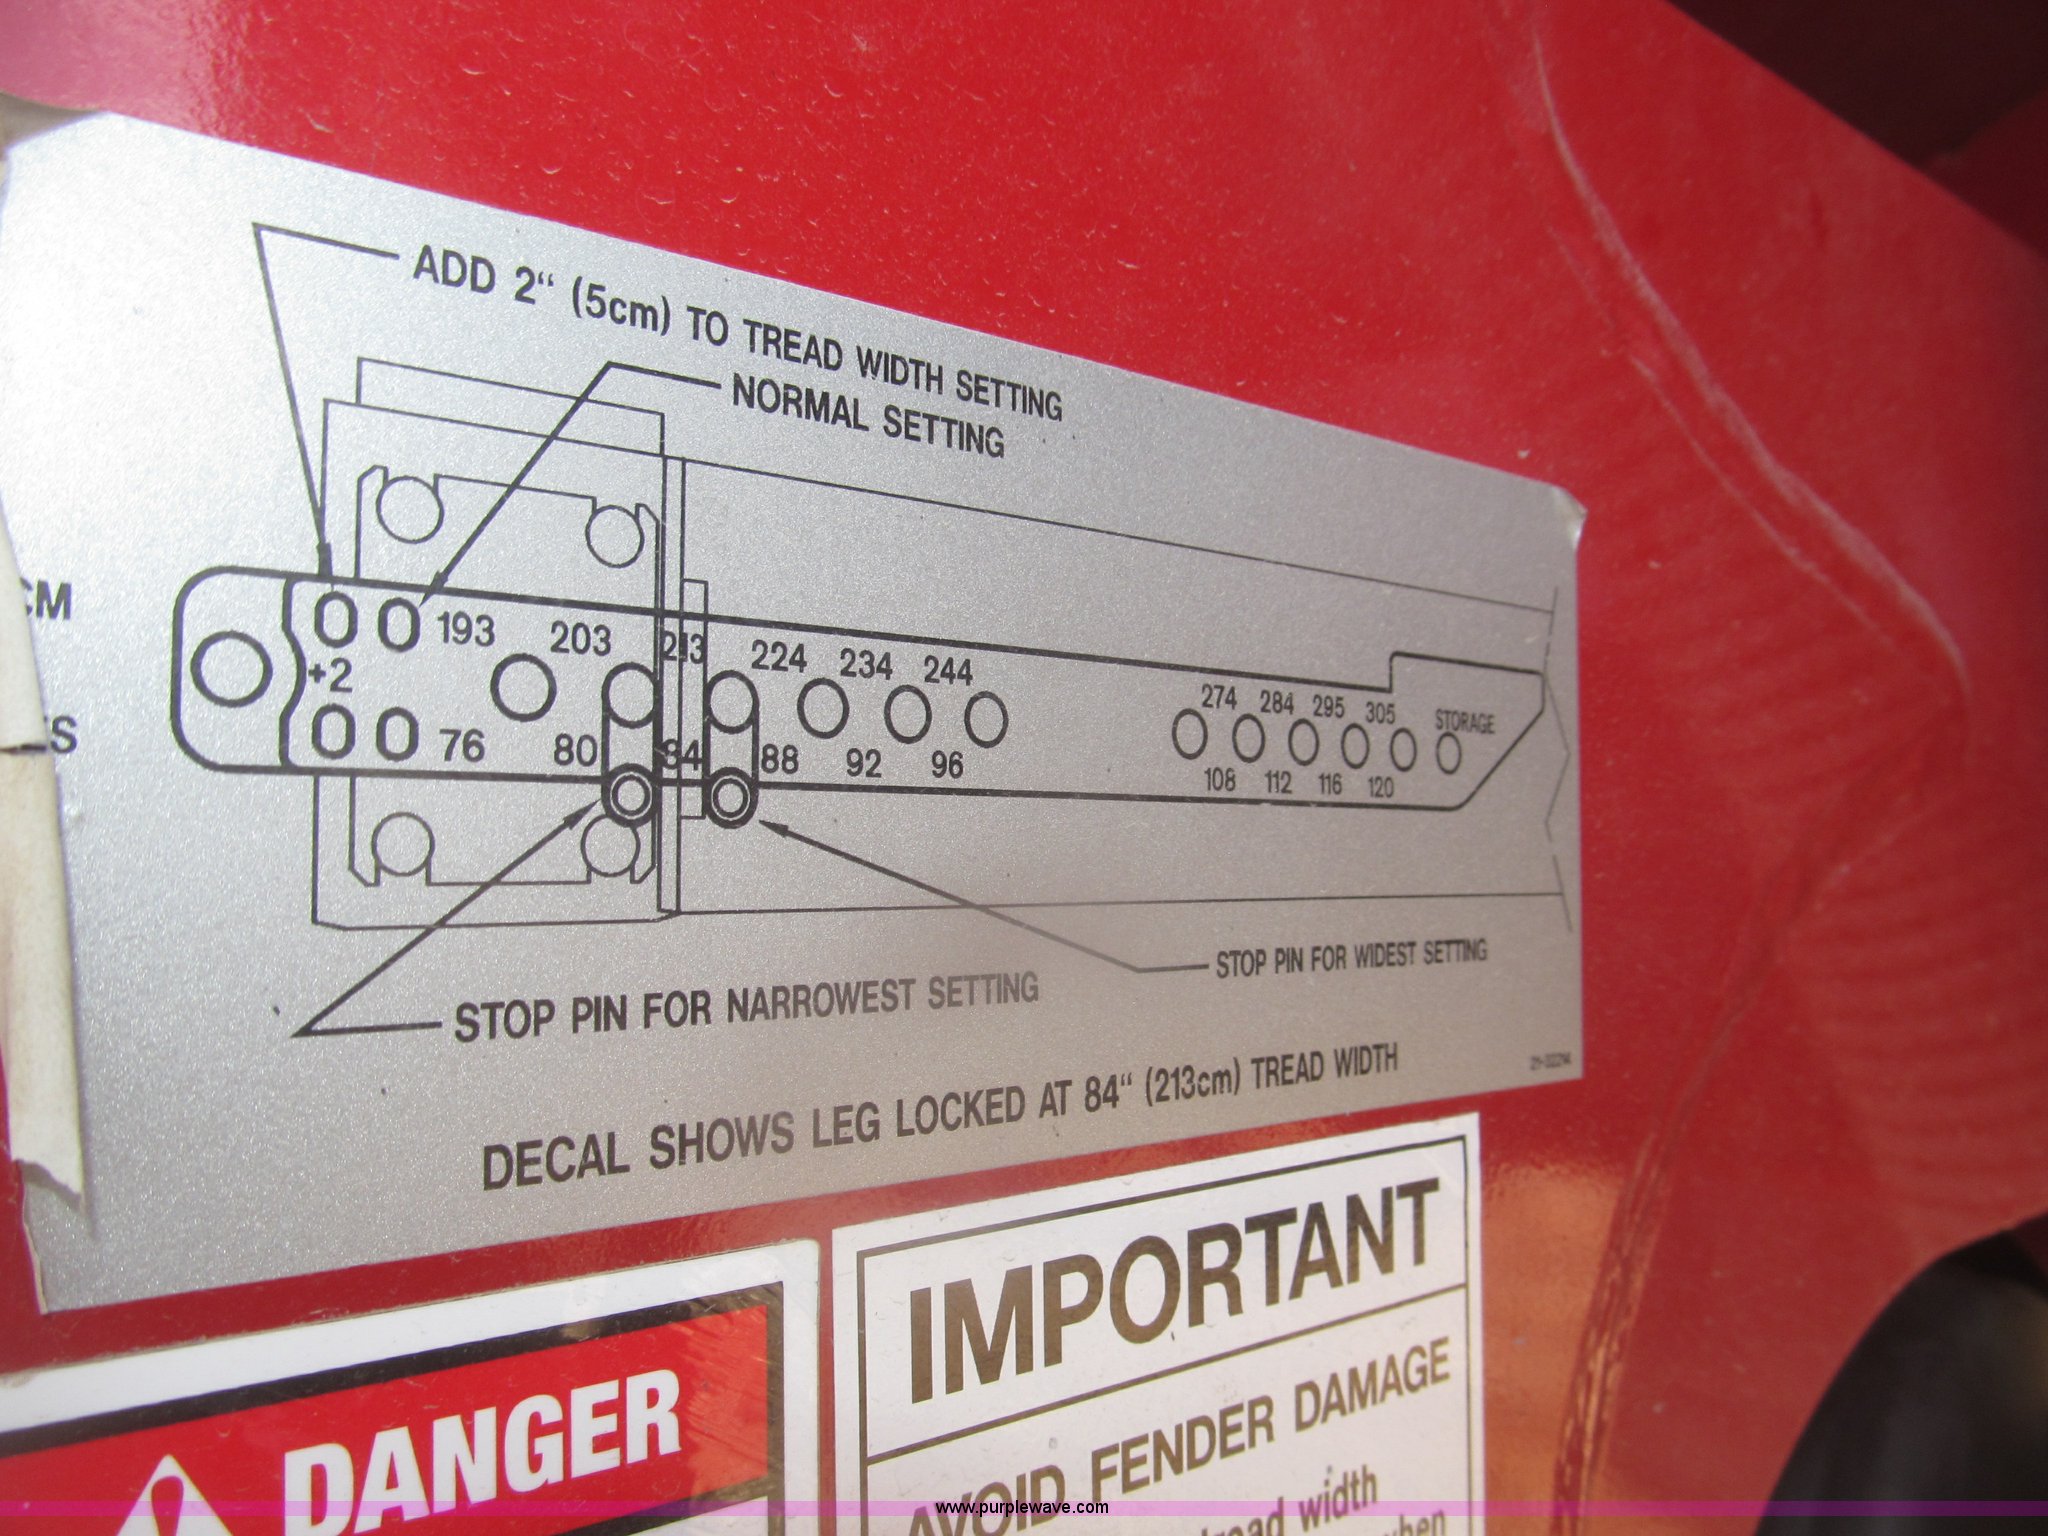 ADD 2“ (5cm) TO TREAD WIDTH SETTING
NORMAL SETTING
CM
193 203 213 224 234 244 274 284 295 305 STORAGE
+2
S
76 80 84 88 92 96 108 112 116 120
STOP PIN FOR WIDEST SETTING
STOP PIN FOR NARROWEST SETTING
DECAL SHOWS LEG LOCKED AT 84“ (213cm) TREAD WIDTH
DANGER
IMPORTANT
AVOID FENDER DAMAGE
width
when
www.purplewave.com